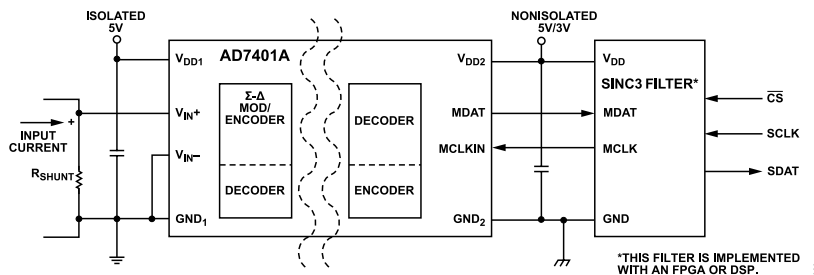 ISOLATED
5V
NONISOLATED
5V/3V
AD7401A
VDD1
VDD2
VDD
SINC3 FILTER*
Σ-Δ
MOD/
ENCODER
DECODER
VIN+
MDAT
MDAT
CS
INPUT
CURRENT
+
SCLK
VIN−
MCLKIN
MCLK
RSHUNT
DECODER
ENCODER
SDAT
GND1
GND2
GND
*THIS FILTER IS IMPLEMENTED
WITH AN FPGA OR DSP.